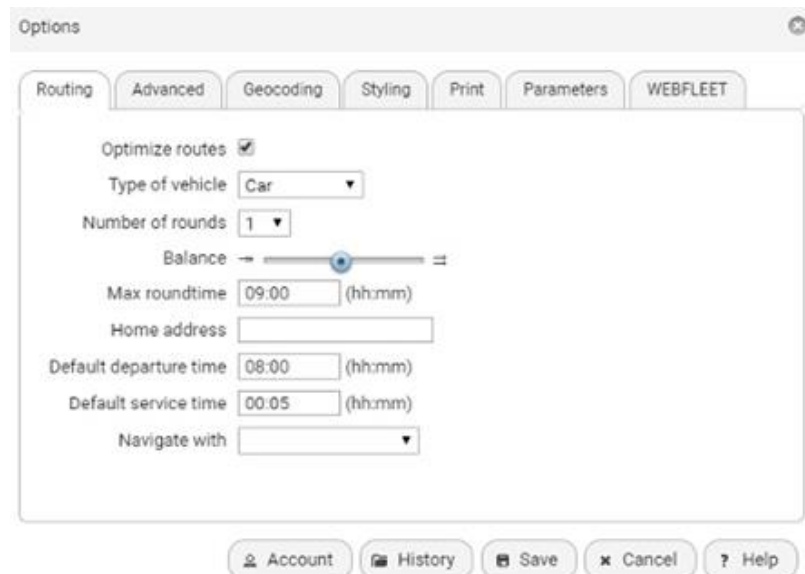 Options
Routing Advanced Geocoding Styling Print Parameters WEBFLEET
Optimize routes
Type of vehicle Car
Number of rounds 1
Balance
Max roundtime 09:00 (hh:mm)
Home address
Default departure time 08:00 (hh:mm)
Default service time 00:05 (hh:mm)
Navigate with
Account History Save Cancel ? Help